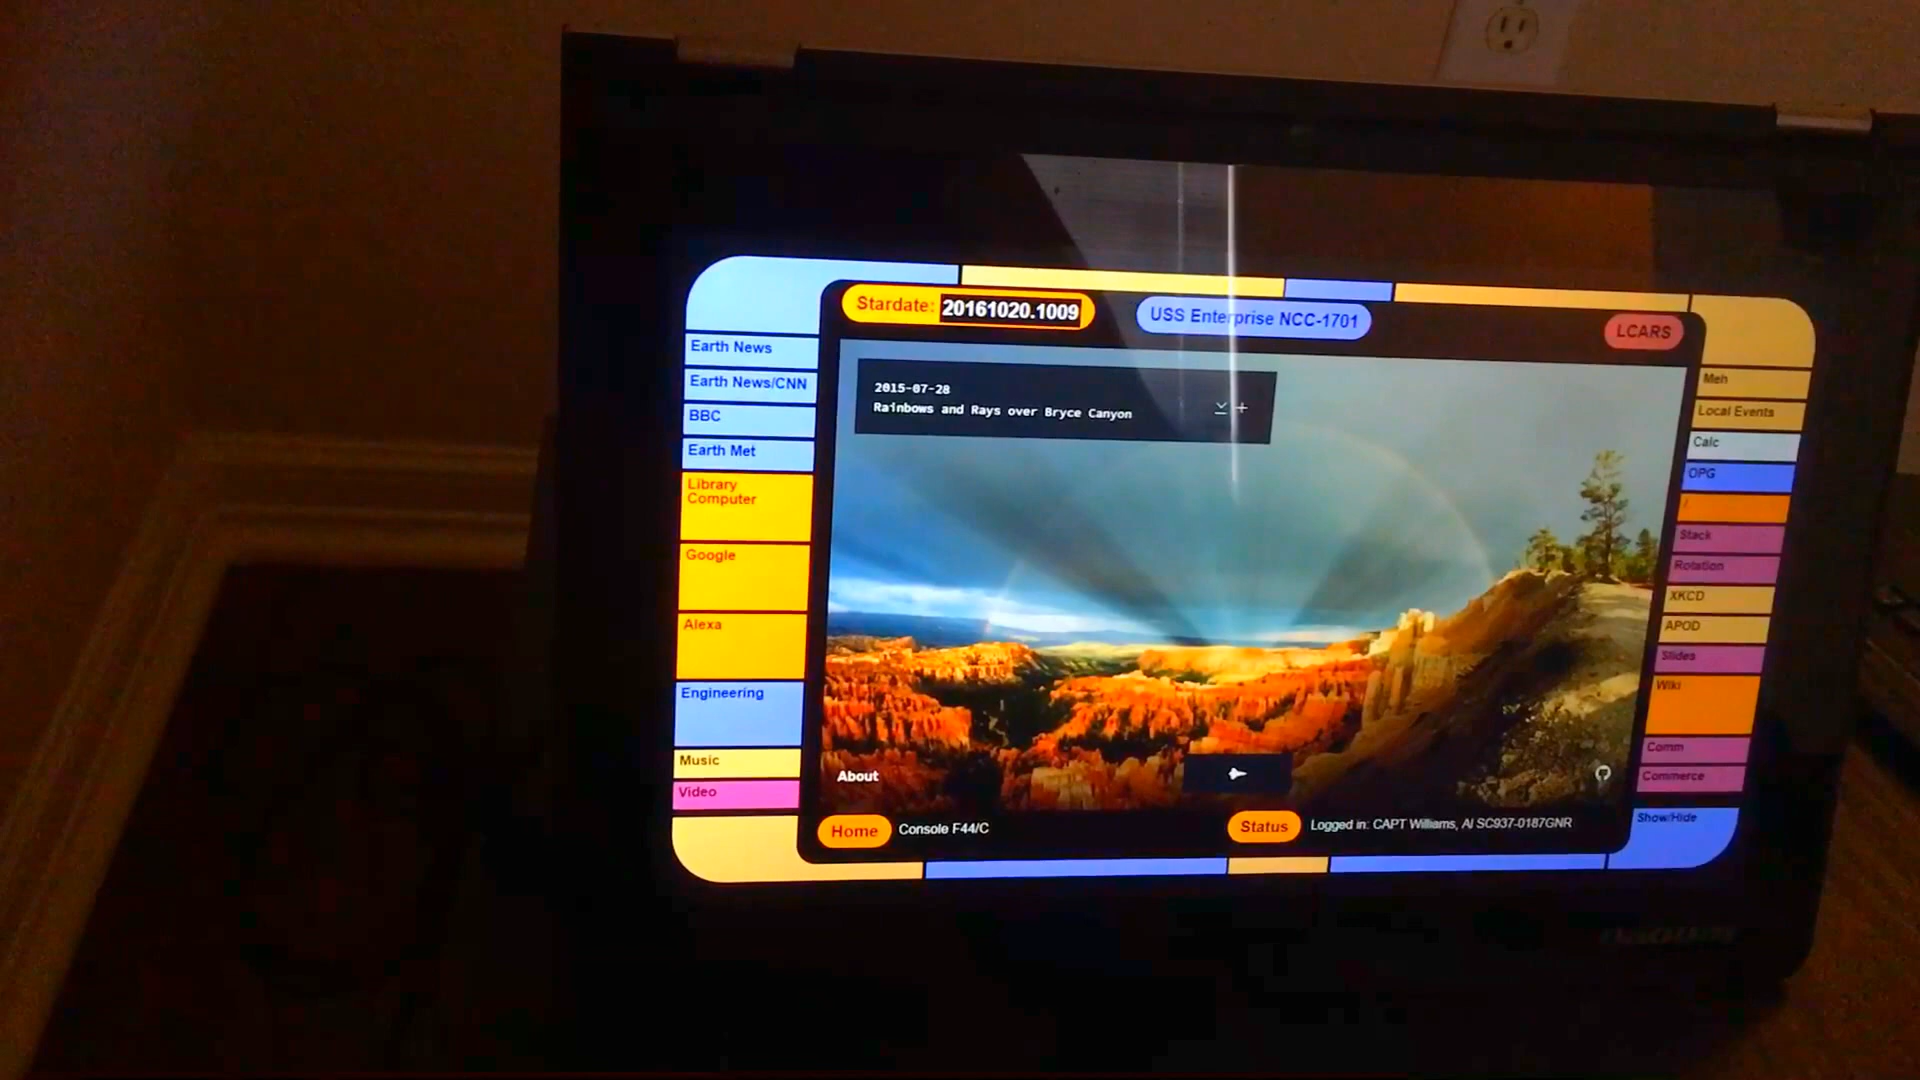 Stardate: 20161020.1009
USS Enterprise NCC-1701
LCARS
Earth News
Earth News/CNN
BBC
Earth Met
Library
Computer
Google
Alexa
Engineering
Music
Video
2015-07-28
Rainbows and Rays over Bryce Canyon
About
Meh
Local Events
Calc
OPG
/
Stack
Rotation
XKCD
APOD
Slides
Wiki
Comm
Commerce
Show/Hide
Home
Console F44/C
Status
Logged in: CAPT Williams, Al SC937-0187GNR